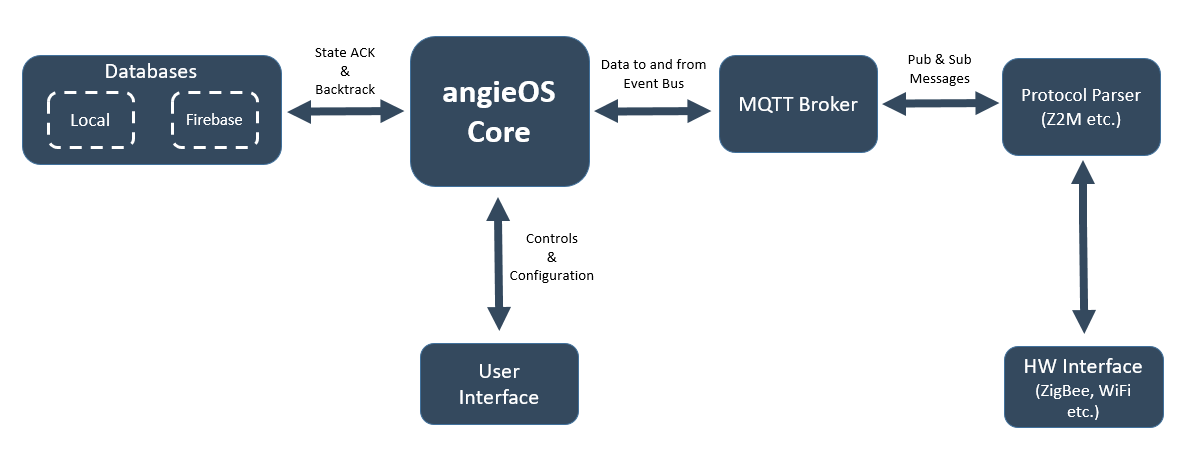 Databases
Local
Firebase
State ACK
&
Backtrack
angieOS
Core
Data to and from
Event Bus
MQTT Broker
Pub & Sub
Messages
Protocol Parser
(Z2M etc.)
Controls
&
Configuration
User
Interface
HW Interface
(ZigBee, WiFi
etc.)